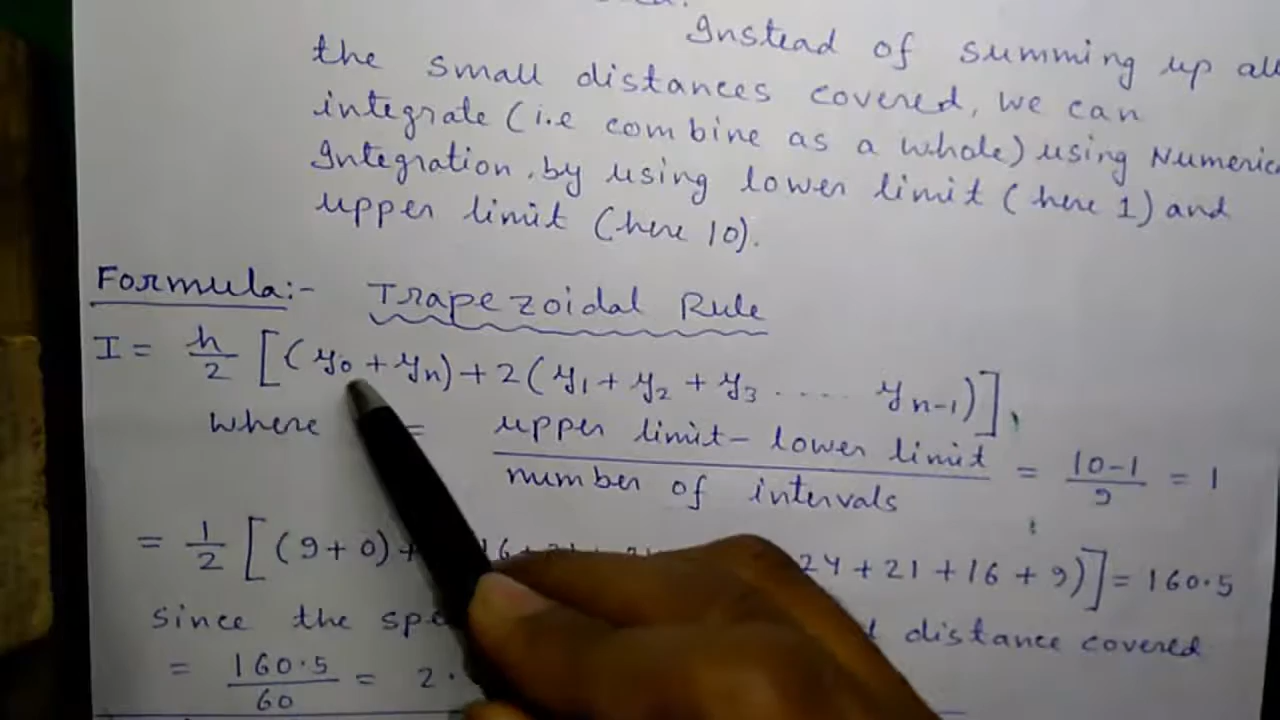 Instead of summing up all
the small distances covered, we can
integrate (i.e combine as a whole) using Numeric
Integration, by using lower limit (here 1) and
upper limit (here 10).
Formula:- Trapezoidal Rule
I = h/2 [(y₀ + yₙ) + 2 (y₁ + y₂ + y₃ ..... yₙ₋₁)],
where = upper limit - lower limit / number of intervals = 10-1 / 9 = 1
= 1/2 [(9+0) + 16 + 21 + 24 + 21 + 16 + 9)] = 160.5
since the distance covered
= 160.5 / 60 = 2.